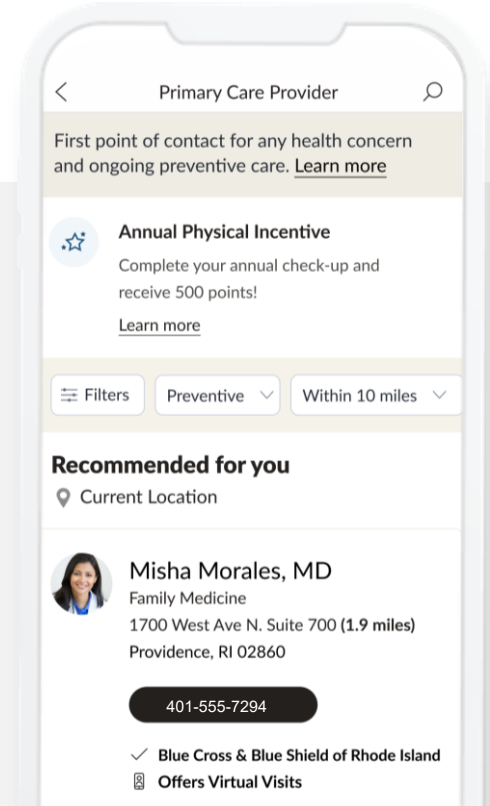 Primary Care Provider
First point of contact for any health concern
and ongoing preventive care. Learn more
Annual Physical Incentive
Complete your annual check-up and
receive 500 points!
Learn more
Filters
Preventive
Within 10 miles
Recommended for you
Current Location
Misha Morales, MD
Family Medicine
1700 West Ave N. Suite 700 (1.9 miles)
Providence, RI 02860
401-555-7294
Blue Cross & Blue Shield of Rhode Island
Offers Virtual Visits